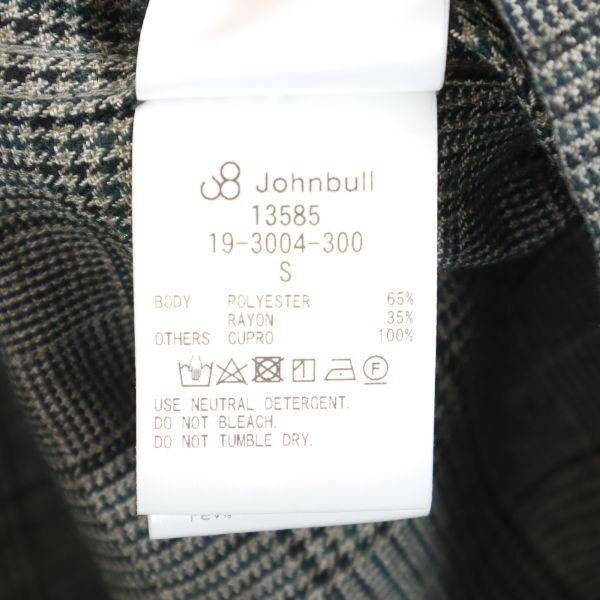 Johnbull
13585
19-3004-300
S
BODY POLYESTER 65%
RAYON 35%
OTHERS CUPRO 100%
F
USE NEUTRAL DETERGENT.
DO NOT BLEACH.
DO NOT TUMBLE DRY.